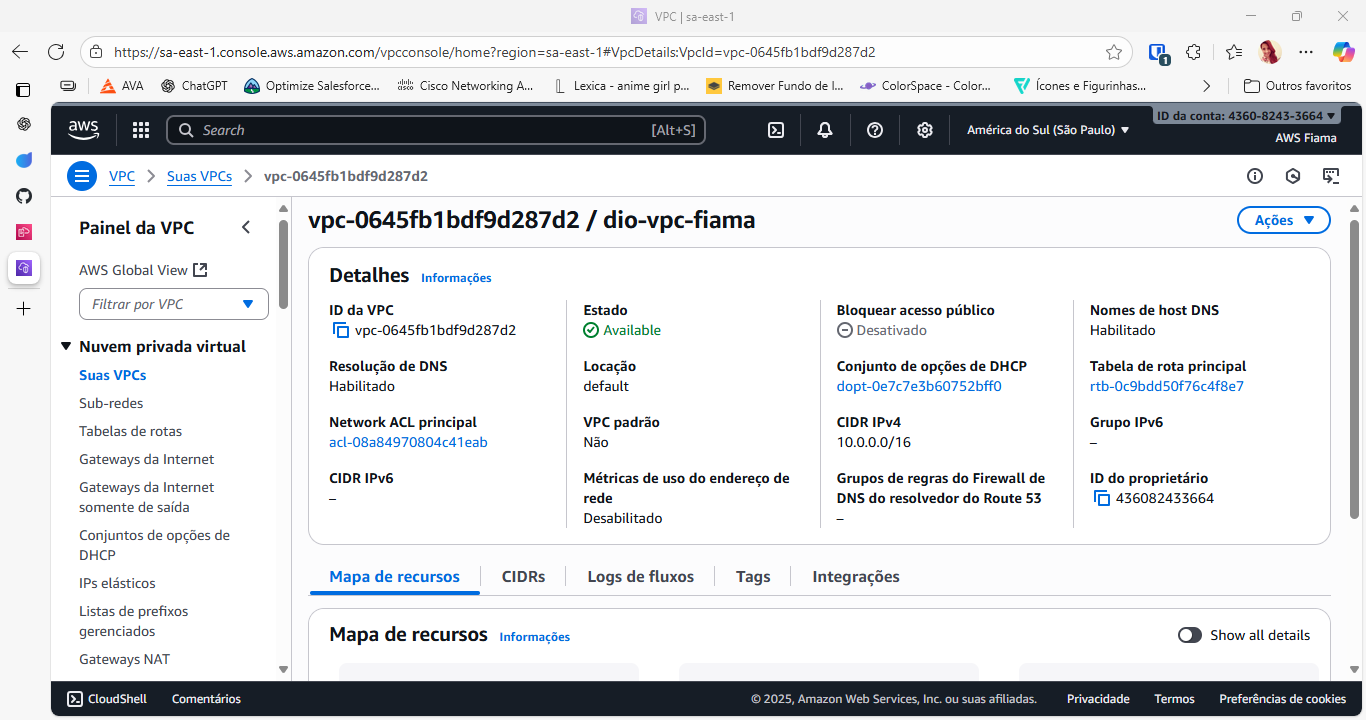 VPC | sa-east-1
https://sa-east-1.console.aws.amazon.com/vpcconsole/home?region=sa-east-1#VpcDetails:VpcId=vpc-0645fb1bdf9d287d2
1
AVA
ChatGPT
Optimize Salesforce...
Cisco Networking A...
Lexica - anime girl p...
Remover Fundo de I...
ColorSpace - Color...
Ícones e Figurinhas...
Outros favoritos
aws
Search
[Alt+S]
América do Sul (São Paulo)
ID da conta: 4360-8243-3664
AWS Fiama
VPC
Suas VPCs
vpc-0645fb1bdf9d287d2
Painel da VPC
AWS Global View
Filtrar por VPC
Nuvem privada virtual
Suas VPCs
Sub-redes
Tabelas de rotas
Gateways da Internet
Gateways da Internet
somente de saída
Conjuntos de opções de
DHCP
IPs elásticos
Listas de prefixos
gerenciados
Gateways NAT
vpc-0645fb1bdf9d287d2 / dio-vpc-fiama
Ações
Detalhes
Informações
ID da VPC
vpc-0645fb1bdf9d287d2
Estado
Available
Bloquear acesso público
Desativado
Nomes de host DNS
Habilitado
Resolução de DNS
Habilitado
Locação
default
Conjunto de opções de DHCP
dopt-0e7c7e3b60752bff0
Tabela de rota principal
rtb-0c9bdd50f76c4f8e7
Network ACL principal
acl-08a84970804c41eab
VPC padrão
Não
CIDR IPv4
10.0.0.0/16
Grupo IPv6
–
CIDR IPv6
–
Métricas de uso do endereço de
rede
Desabilitado
Grupos de regras do Firewall de
DNS do resolvedor do Route 53
–
ID do proprietário
436082433664
Mapa de recursos
CIDRs
Logs de fluxos
Tags
Integrações
Mapa de recursos
Informações
Show all details
CloudShell
Comentários
© 2025, Amazon Web Services, Inc. ou suas afiliadas.
Privacidade
Termos
Preferências de cookies